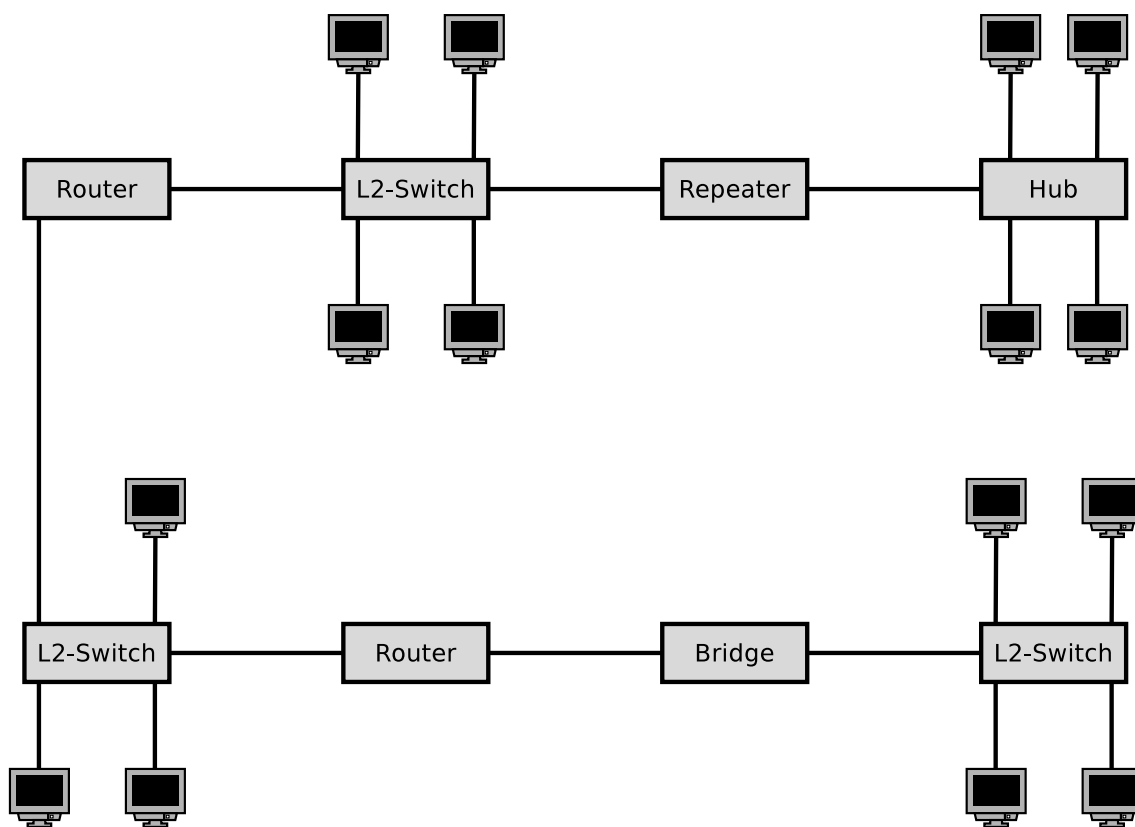 Router
L2-Switch
Repeater
Hub
L2-Switch
Router
Bridge
L2-Switch